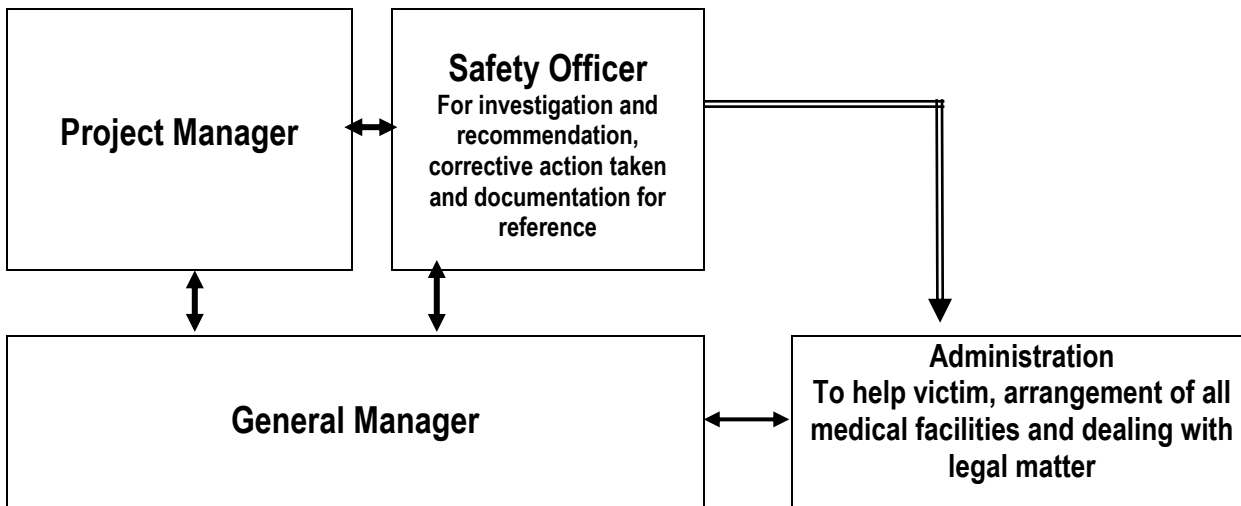 Project Manager
Safety Officer
For investigation and
recommendation,
corrective action taken
and documentation for
reference
General Manager
Administration
To help victim, arrangement of all
medical facilities and dealing with
legal matter